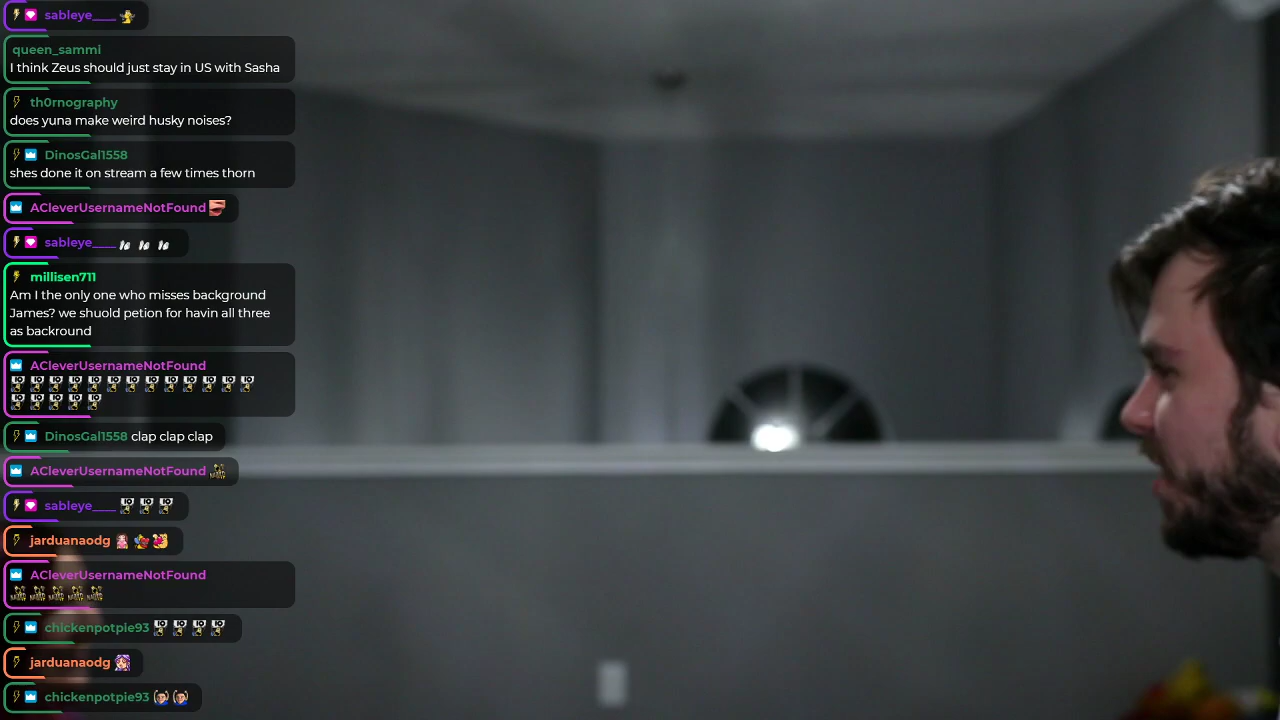 sableye____
queen_sammi
I think Zeus should just stay in US with Sasha
th0rnography
does yuna make weird husky noises?
DinosGal1558
shes done it on stream a few times thorn
ACleverUsernameNotFound
sableye____
millisen711
Am I the only one who misses background
James? we shuold petion for havin all three
as backround
ACleverUsernameNotFound
DinosGal1558 clap clap clap
ACleverUsernameNotFound
sableye____
jarduanaodg
ACleverUsernameNotFound
chickenpotpie93
jarduanaodg
chickenpotpie93